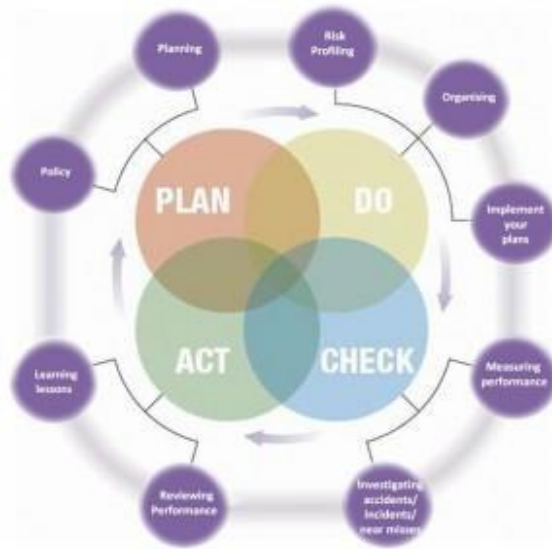 Planning
Risk
Profiling
Organising
Policy
PLAN
DO
Implement
your
plans
ACT
CHECK
Learning
lessons
Measuring
performance
Reviewing
Performance
Investigating
accidents/
incidents/
near misses